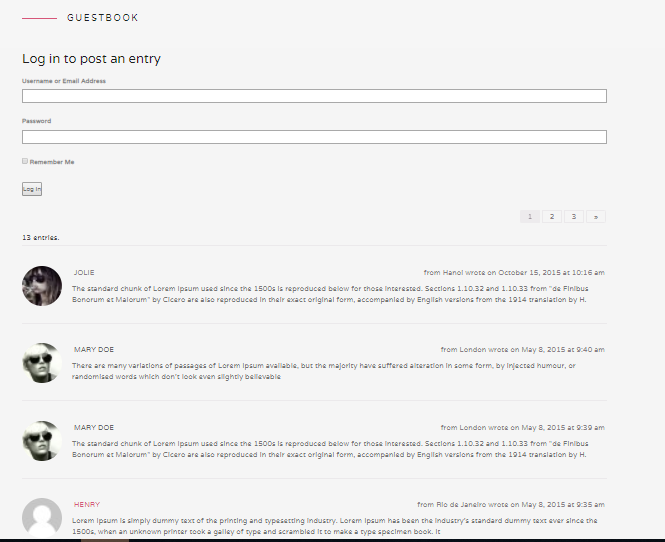 GUESTBOOK
Log in to post an entry
Username or Email Address
Password
Remember Me
Log In
1 2 3 »
13 entries.
JOLIE from Hanoi wrote on October 15, 2015 at 10:16 am
The standard chunk of Lorem Ipsum used since the 1500s is reproduced below for those interested. Sections 1.10.32 and 1.10.33 from "de Finibus
Bonorum et Malorum" by Cicero are also reproduced in their exact original form, accompanied by English versions from the 1914 translation by H.
MARY DOE from London wrote on May 8, 2015 at 9:40 am
There are many variations of passages of Lorem Ipsum available, but the majority have suffered alteration in some form, by injected humour, or
randomised words which don't look even slightly believable
MARY DOE from London wrote on May 8, 2015 at 9:39 am
The standard chunk of Lorem Ipsum used since the 1500s is reproduced below for those interested. Sections 1.10.32 and 1.10.33 from "de Finibus
Bonorum et Malorum" by Cicero are also reproduced in their exact original form, accompanied by English versions from the 1914 translation by H.
HENRY from Rio de Janeiro wrote on May 8, 2015 at 9:35 am
Lorem Ipsum is simply dummy text of the printing and typesetting industry. Lorem Ipsum has been the industry's standard dummy text ever since the
1500s, when an unknown printer took a galley of type and scrambled it to make a type specimen book. It